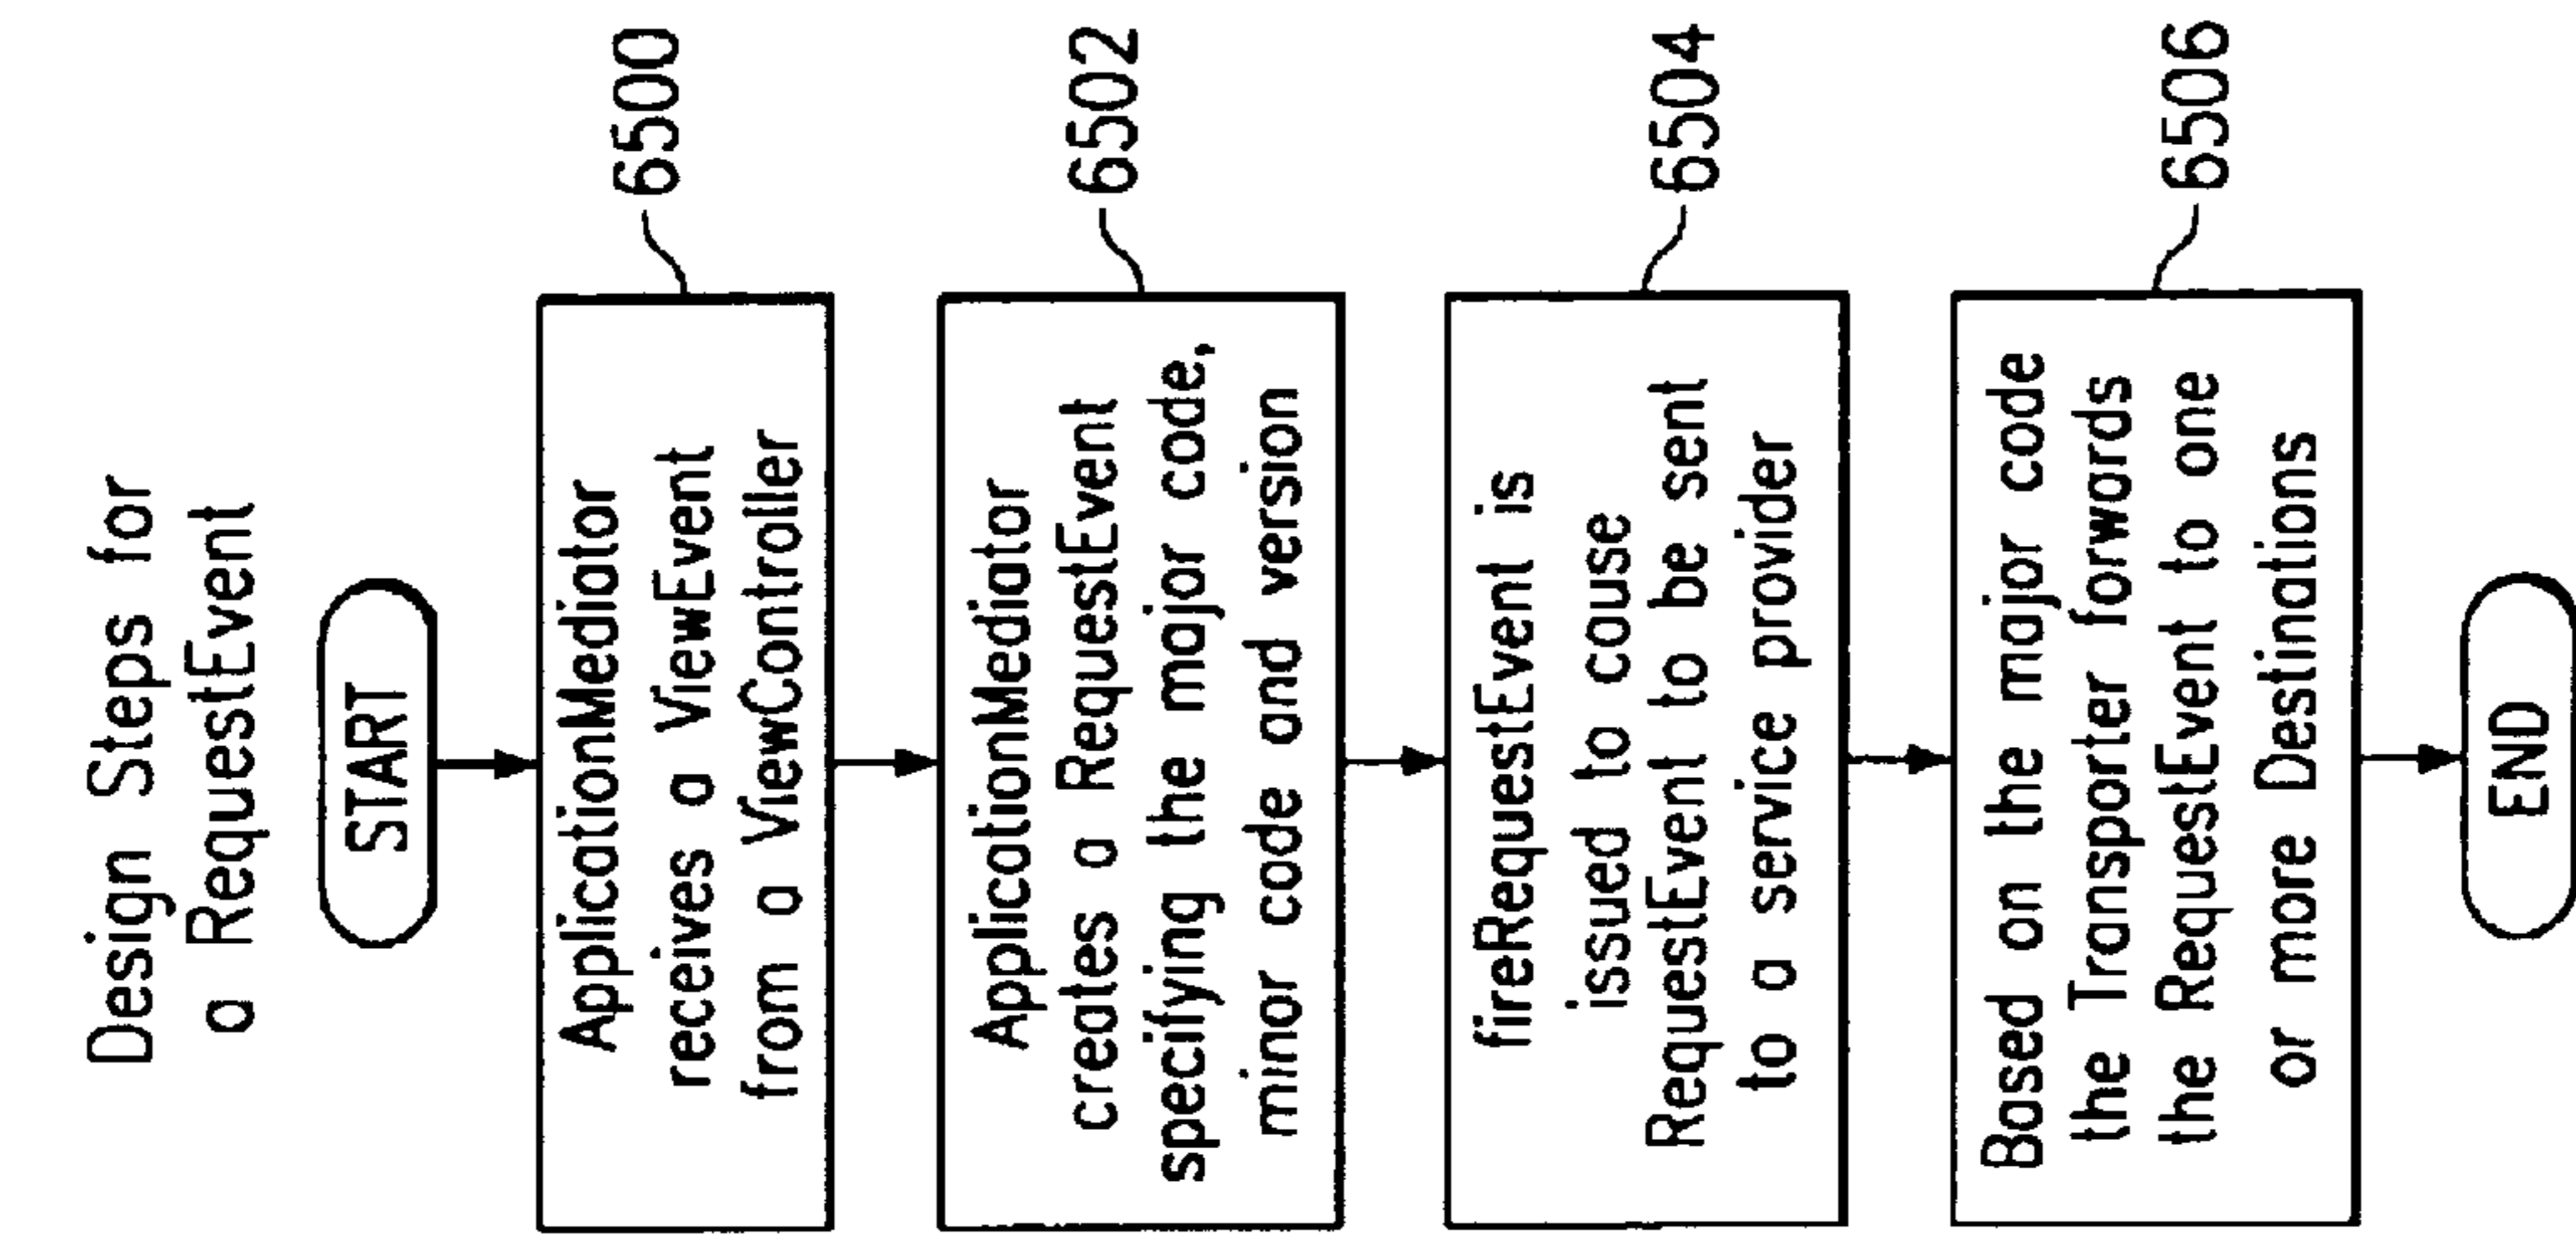 Design Steps for
a RequestEvent
START
ApplicationMediator
receives a ViewEvent
from a ViewController
6500
ApplicationMediator
creates a RequestEvent
specifying the major code,
minor code and version
6502
fireRequestEvent is
issued to couse
RequestEvent to be sent
to a service provider
6504
Based on the major code
the Transporter forwards
the RequestEvent to one
or more Destinations
6506
END